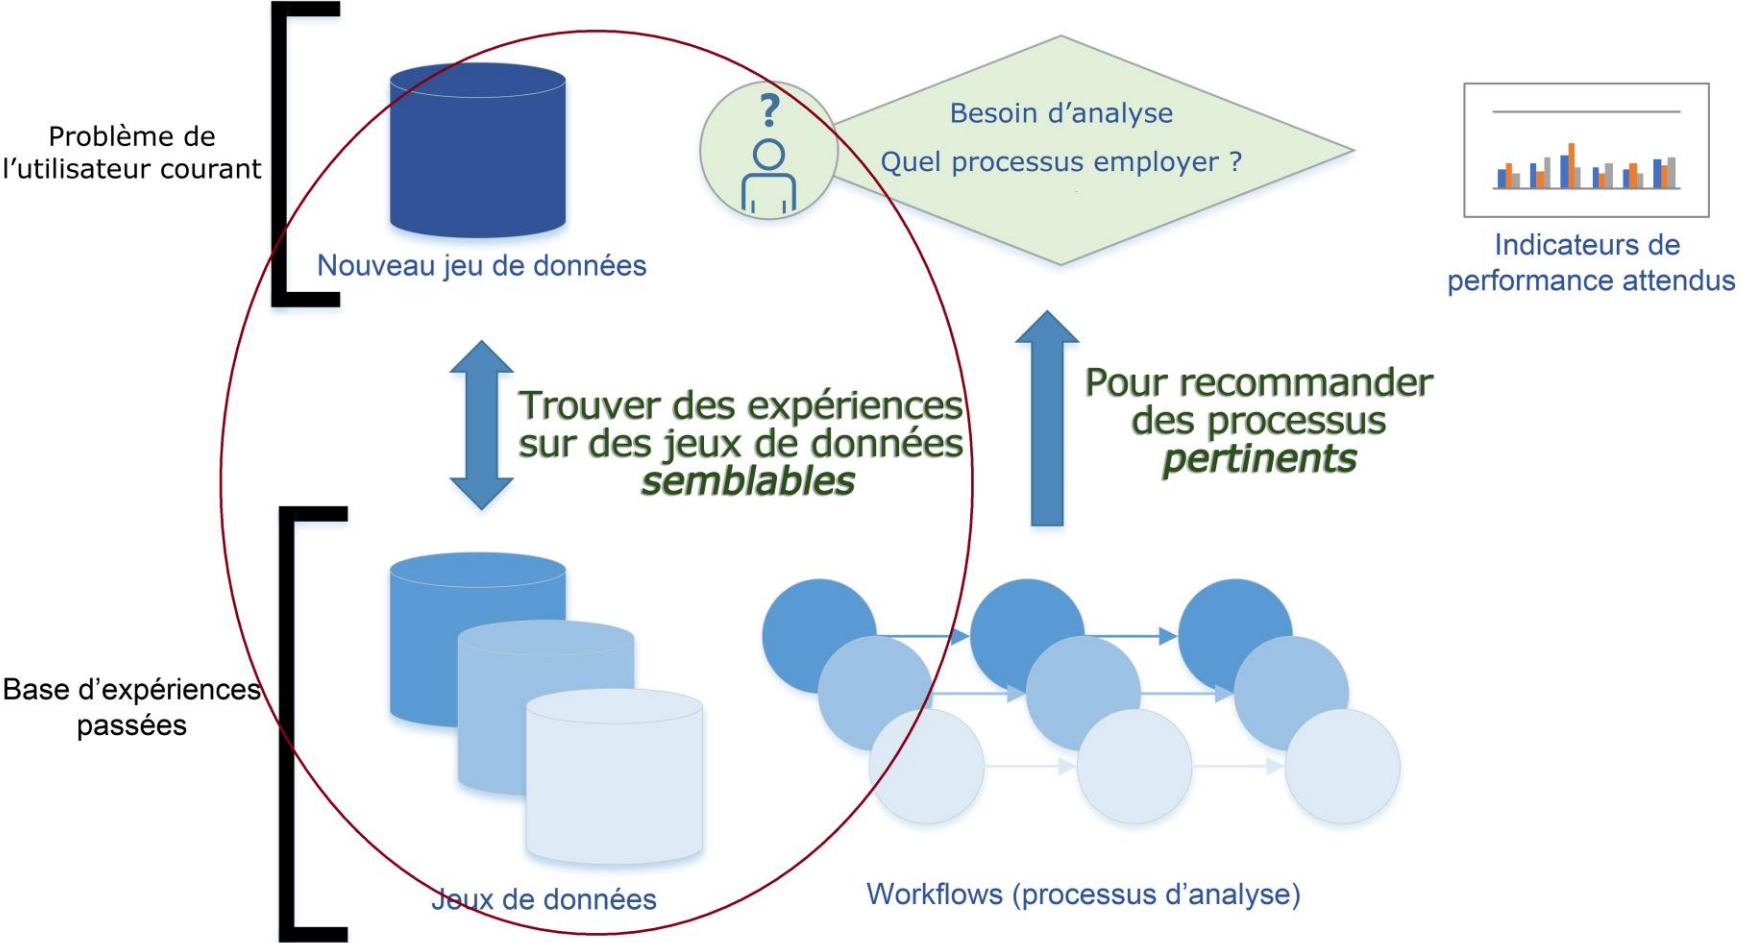 Problème de
l'utilisateur courant
Nouveau jeu de données
?
Besoin d'analyse
Quel processus employer ?
Indicateurs de
performance attendus
Trouver des expériences
sur des jeux de données
semblables
Pour recommander
des processus
pertinents
Base d'expériences
passées
Jeux de données
Workflows (processus d'analyse)